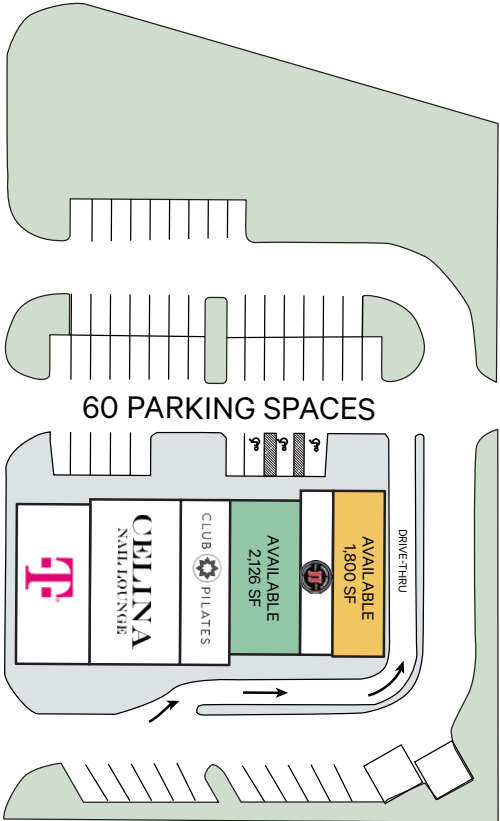 60 PARKING SPACES
DRIVE-THRU
AVAILABLE
1,800 SF
AVAILABLE
2,126 SF
CLUB PILATES
CELINA
NAIL LOUNGE
T